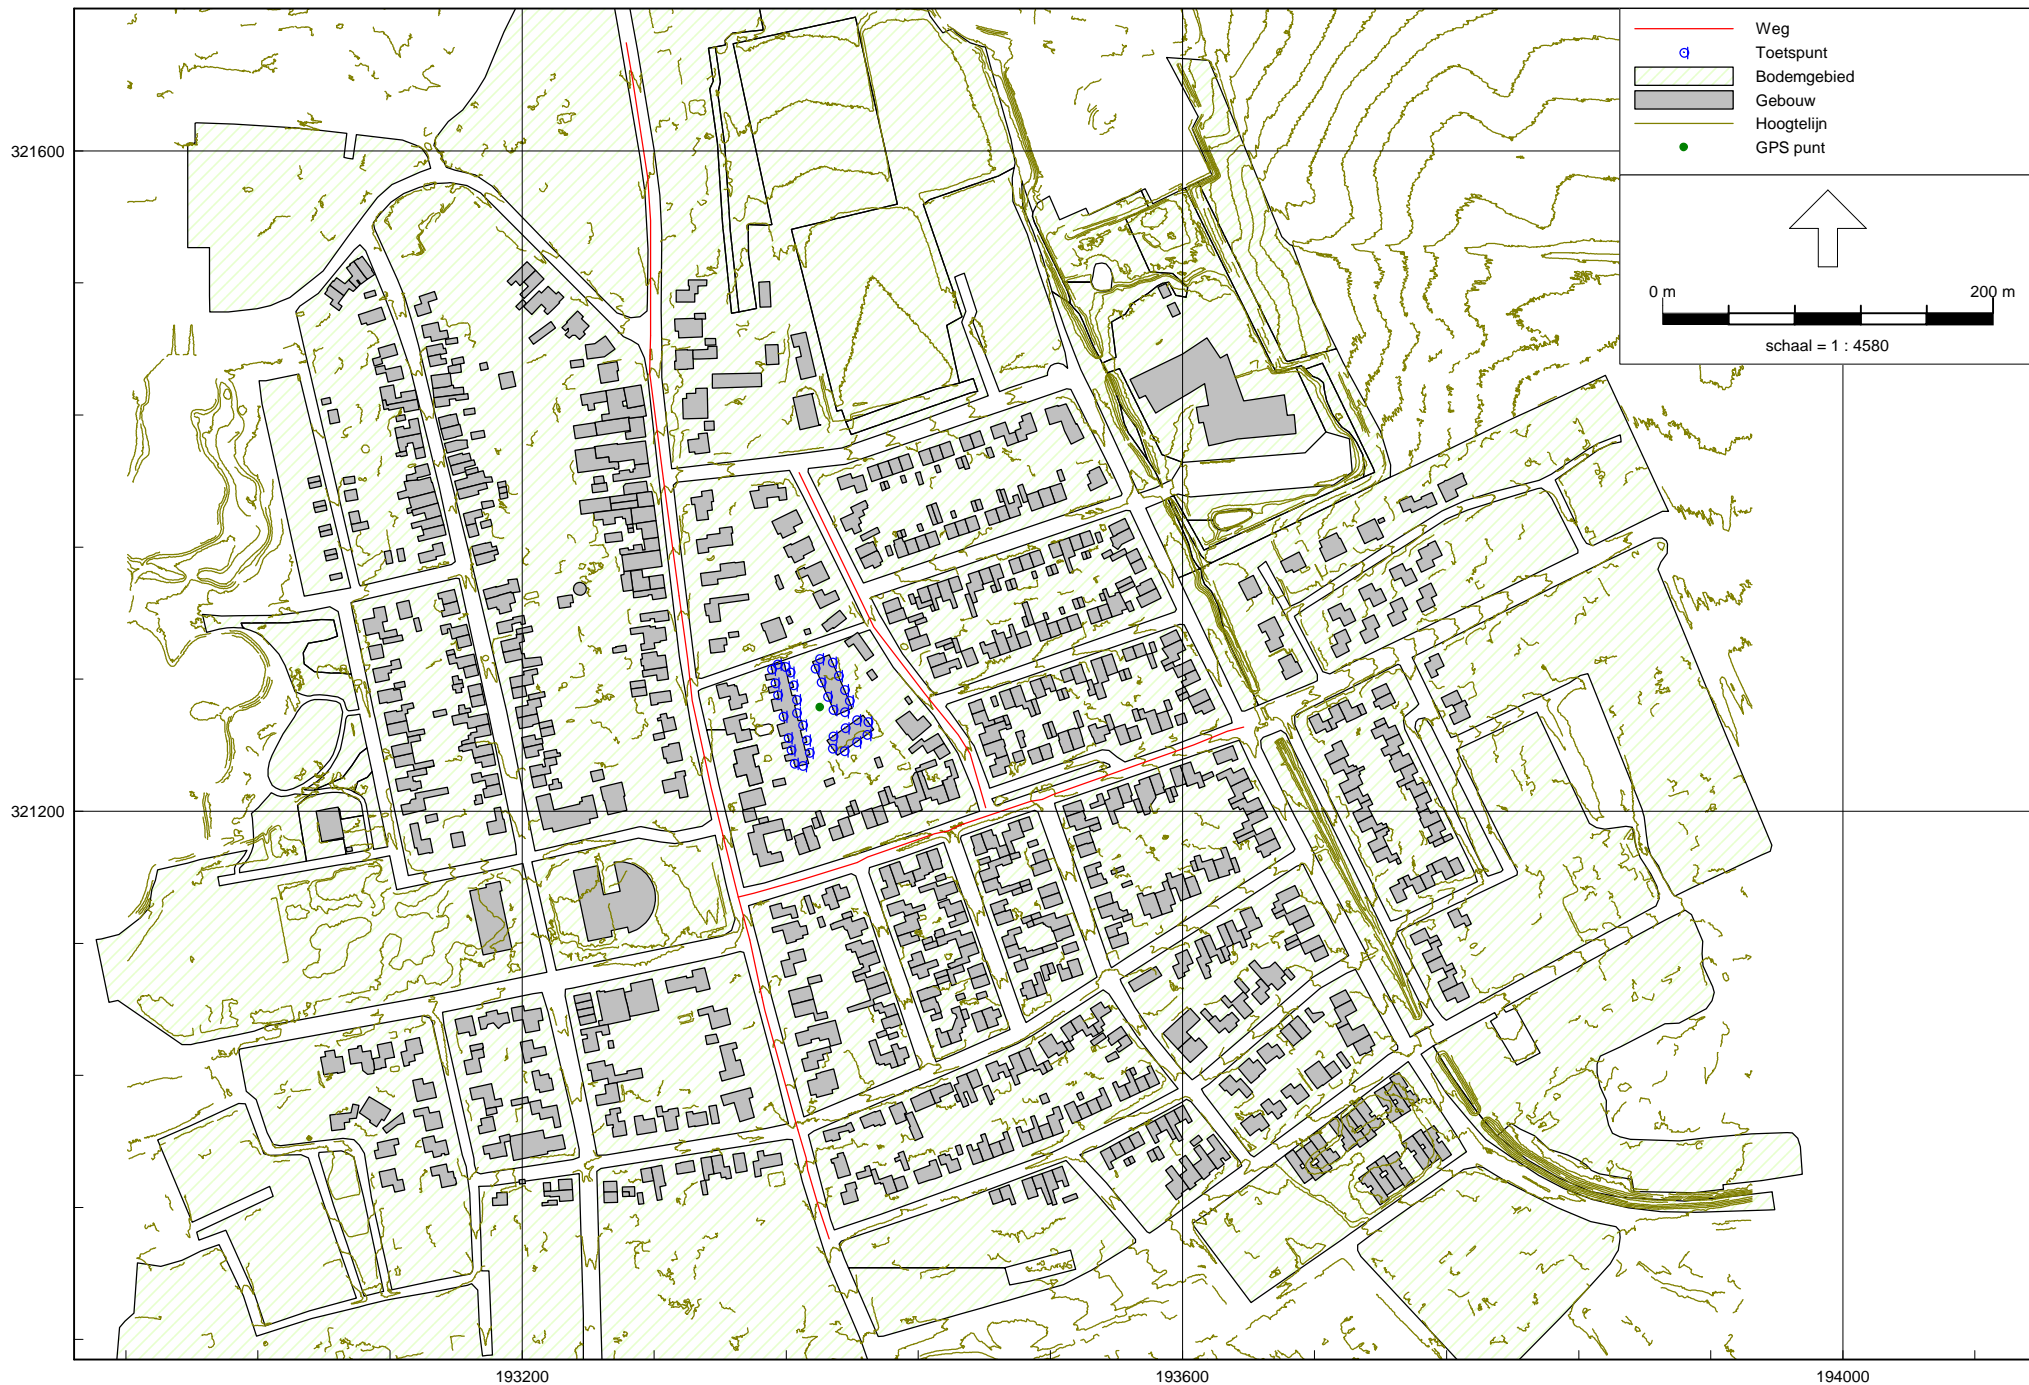 Weg
Toetspunt
Bodemgebied
Gebouw
Hoogtelijn
GPS punt
0 m 200 m
schaal = 1 : 4580
321600
321200
193200 193600 194000